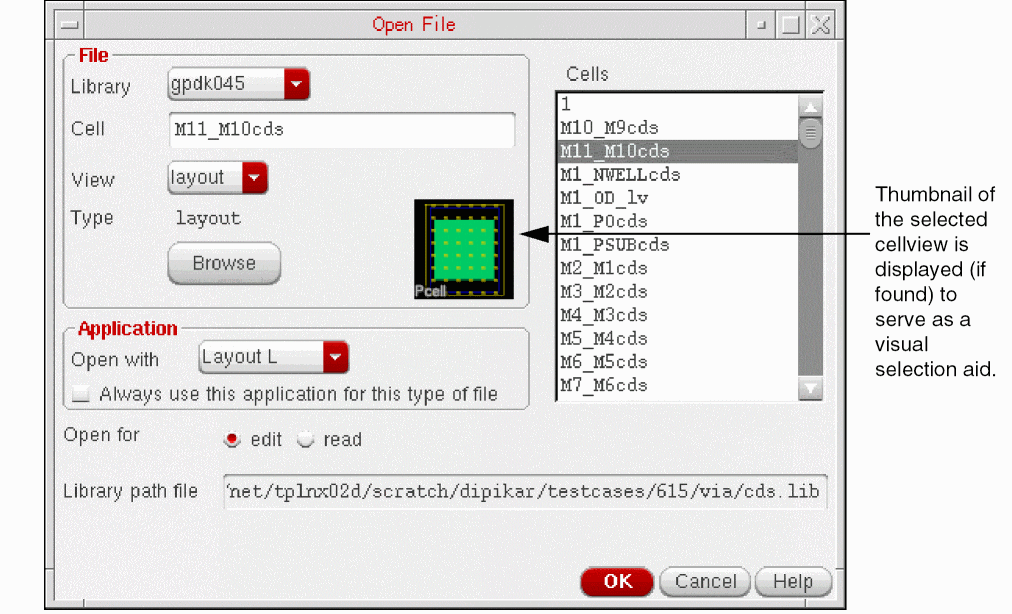 Open File
File
Library
gpdk045
Cell
M11_M10cds
View
layout
Type
layout
Browse
Pcell
Application
Open with
Layout L
Always use this application for this type of file
Open for
edit
read
Library path file
net/tplnx02d/scratch/dipikar/testcases/615/via/cds.lib
Cells
1
M10_M9cds
M11_M10cds
M1_NWELLcds
M1_OD_lv
M1_POcds
M1_PSUBcds
M2_M1cds
M3_M2cds
M4_M3cds
M5_M4cds
M6_M5cds
M7_M6cds
OK
Cancel
Help
Thumbnail of
the selected
cellview is
displayed (if
found) to
serve as a
visual
selection aid.